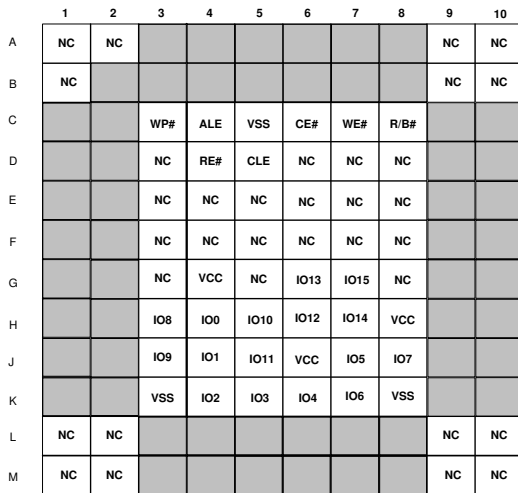 1 2 3 4 5 6 7 8 9 10
A NC NC NC NC
B NC NC NC
C WP# ALE VSS CE# WE# R/B#
D NC RE# CLE NC NC NC
E NC NC NC NC NC NC
F NC NC NC NC NC NC
G NC VCC NC IO13 IO15 NC
H IO8 IO0 IO10 IO12 IO14 VCC
J IO9 IO1 IO11 VCC IO5 IO7
K VSS IO2 IO3 IO4 IO6 VSS
L NC NC NC NC
M NC NC NC NC